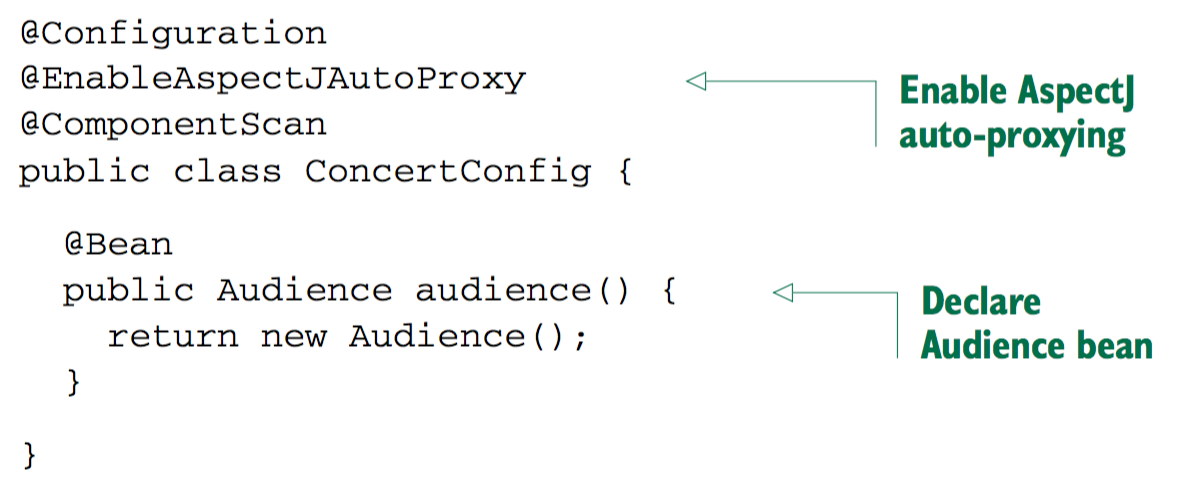 @Configuration
@EnableAspectJAutoProxy
@ComponentScan
public class ConcertConfig {
Enable AspectJ
auto-proxying
@Bean
public Audience audience() {
return new Audience();
}
Declare
Audience bean
}